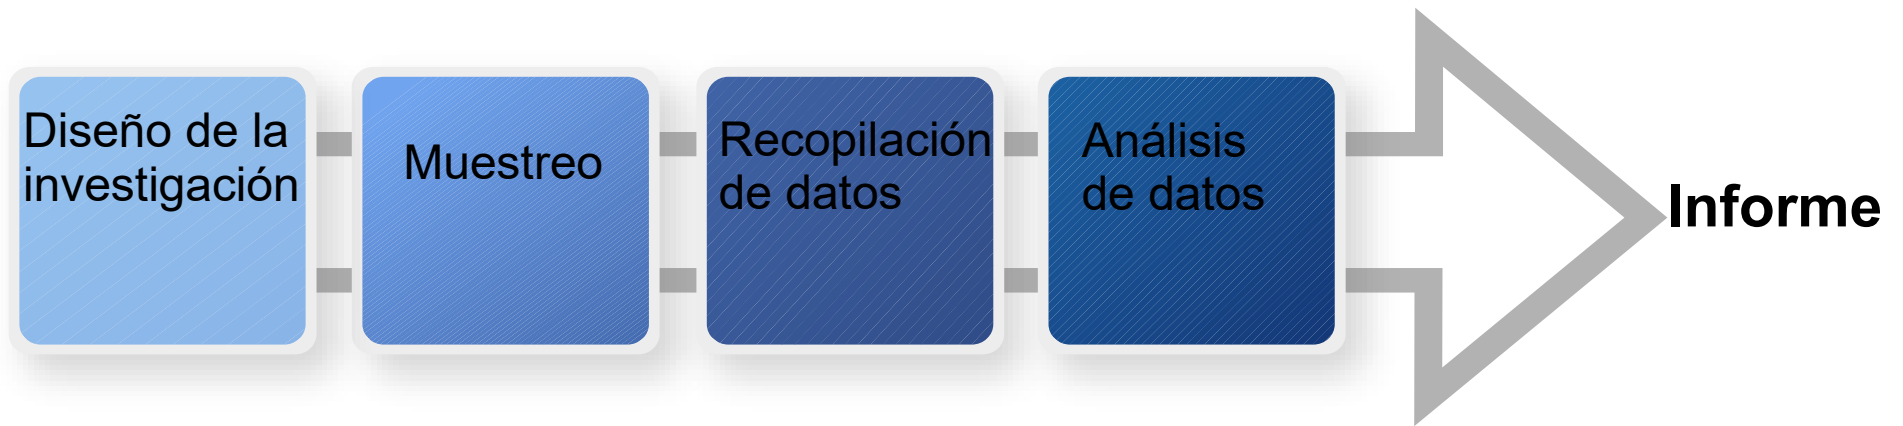 Diseño de la
investigación
Muestreo
Recopilación
de datos
Análisis
de datos
Informe